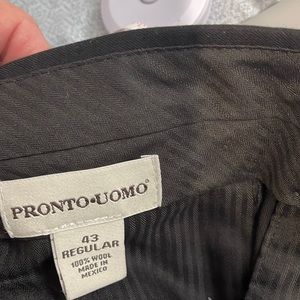 PRONTO•UOMO®
43
REGULAR
100% WOOL
MADE IN
MEXICO